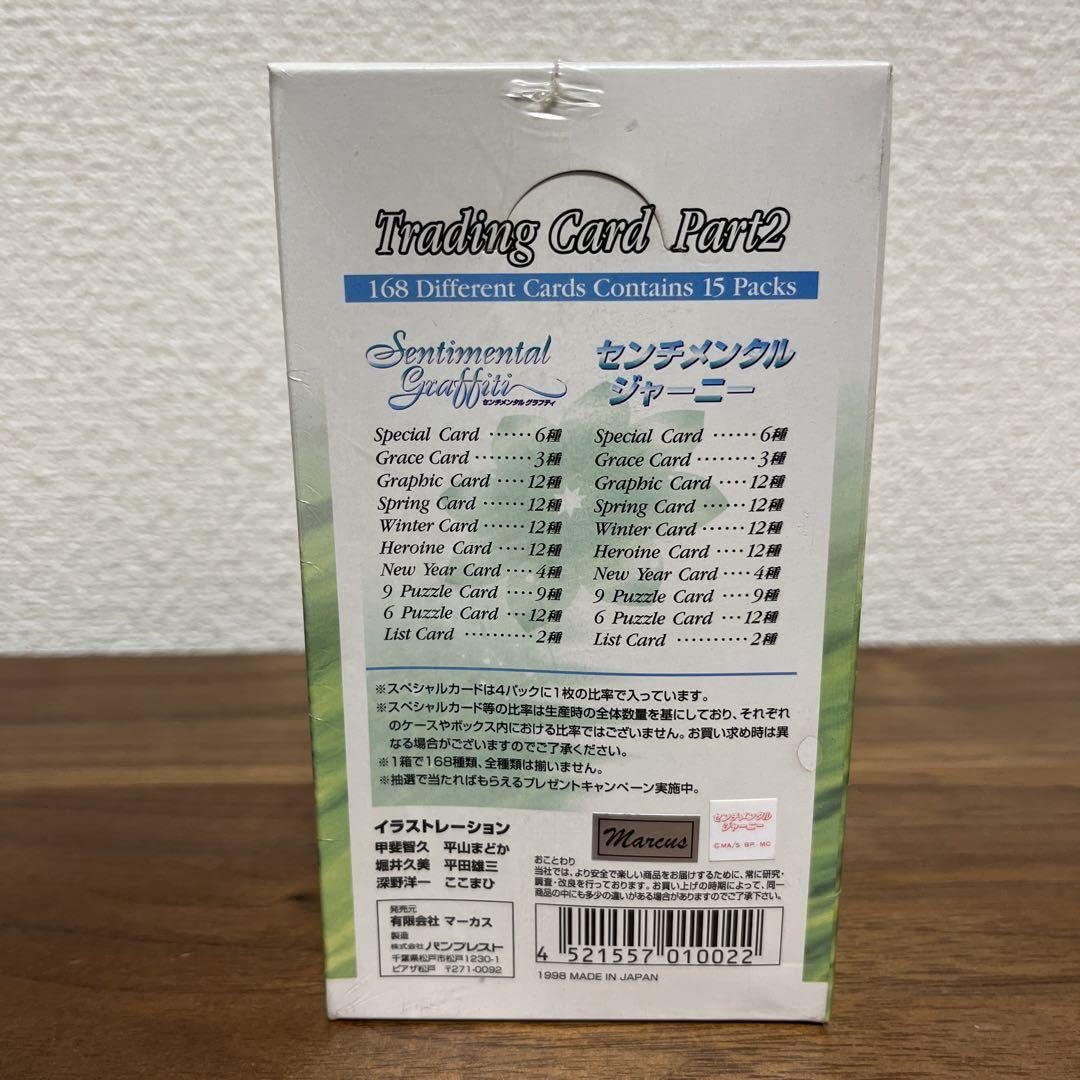 Trading Card Part2
168 Different Cards Contains 15 Packs
Sentimental
Graffiti
センチメンタル グラフティ
Special Card ······ 6種
Grace Card ········ 3種
Graphic Card ···· 12種
Spring Card ······ 12種
Winter Card ······ 12種
Heroine Card ···· 12種
New Year Card ···· 4種
9 Puzzle Card ···· 9種
6 Puzzle Card ··· 12種
List Card ·········· 2種
センチメンタル
ジャーニー
Special Card ······ 6種
Grace Card ········ 3種
Graphic Card ···· 12種
Spring Card ······ 12種
Winter Card ······ 12種
Heroine Card ···· 12種
New Year Card ···· 4種
9 Puzzle Card ···· 9種
6 Puzzle Card ··· 12種
List Card ·········· 2種
※スペシャルカードは4パックに1枚の比率で入っています。
※スペシャルカード等の比率は生産時の全体数量を基にしており、それぞれ
のケースやボックス内における比率ではございません。お買い求め時は異
なる場合がございますのでご了承ください。
※1箱で168種類、全種類は揃いません。
※抽選で当たればもらえるプレゼントキャンペーン実施中。
イラストレーション
甲斐智久 平山まどか
堀井久美 平田雄三
深野洋一 ここまひ
Marcus
センチメンタル
ジャーニー
©MA/S BP・MC
おことわり
当社では、より安全で楽しい商品をお届けするために、常に研究・
調査・改良を行っております。お買い上げの時期によって、同一
商品の中にも多少の違いがある場合がありますのでご了承下さい。
発売元
有限会社 マーカス
製造
株式会社 バンプレスト
千葉県松戸市松戸1230-1
ピアザ松戸 〒271-0092
4 521557 010022
1998 MADE IN JAPAN